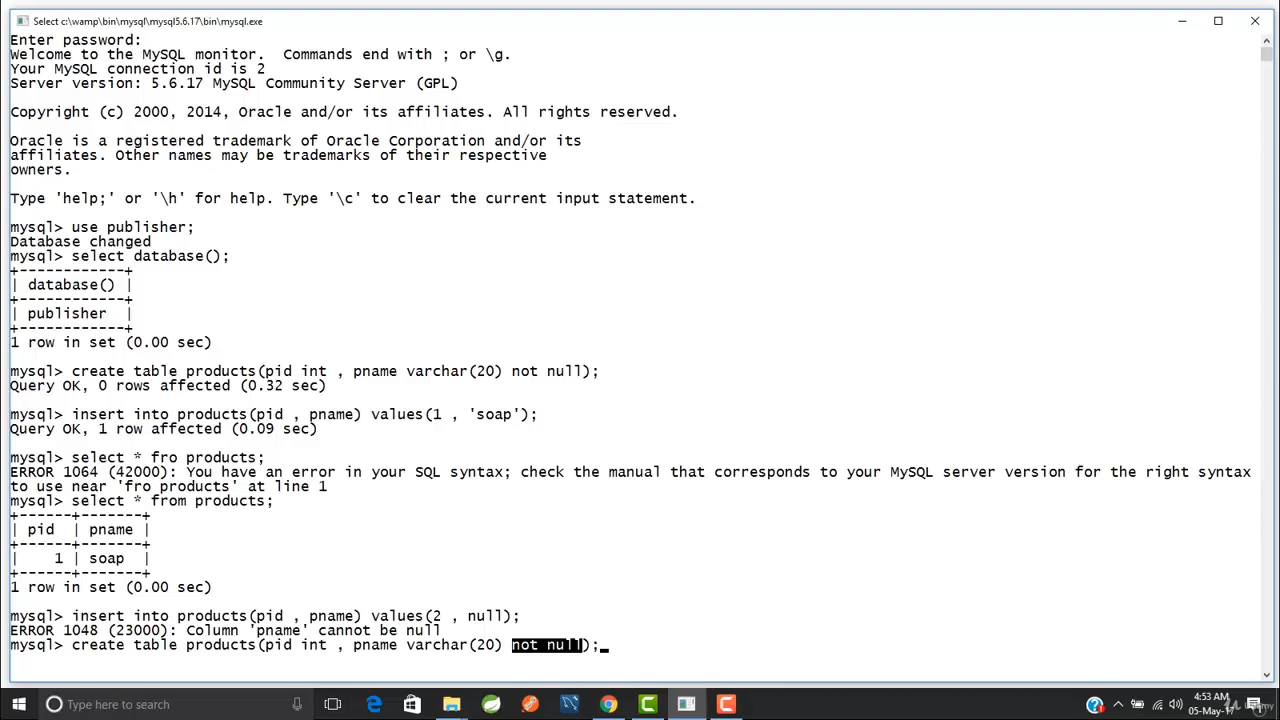 Select c:\wamp\bin\mysql\mysql5.6.17\bin\mysql.exe
Enter password:
Welcome to the MySQL monitor.  Commands end with ; or \g.
Your MySQL connection id is 2
Server version: 5.6.17 MySQL Community Server (GPL)
Copyright (c) 2000, 2014, Oracle and/or its affiliates. All rights reserved.
Oracle is a registered trademark of Oracle Corporation and/or its
affiliates. Other names may be trademarks of their respective
owners.
Type 'help;' or '\h' for help. Type '\c' to clear the current input statement.
mysql> use publisher;
Database changed
mysql> select database();
+------------+
| database() |
+------------+
| publisher  |
+------------+
1 row in set (0.00 sec)
mysql> create table products(pid int , pname varchar(20) not null);
Query OK, 0 rows affected (0.32 sec)
mysql> insert into products(pid , pname) values(1 , 'soap');
Query OK, 1 row affected (0.09 sec)
mysql> select * fro products;
ERROR 1064 (42000): You have an error in your SQL syntax; check the manual that corresponds to your MySQL server version for the right syntax
to use near 'fro products' at line 1
mysql> select * from products;
+------+-------+
| pid  | pname |
+------+-------+
|    1 | soap  |
+------+-------+
1 row in set (0.00 sec)
mysql> insert into products(pid , pname) values(2 , null);
ERROR 1048 (23000): Column 'pname' cannot be null
mysql> create table products(pid int , pname varchar(20) not null);_
Type here to search
4:53 AM
05-May-1
Udemy